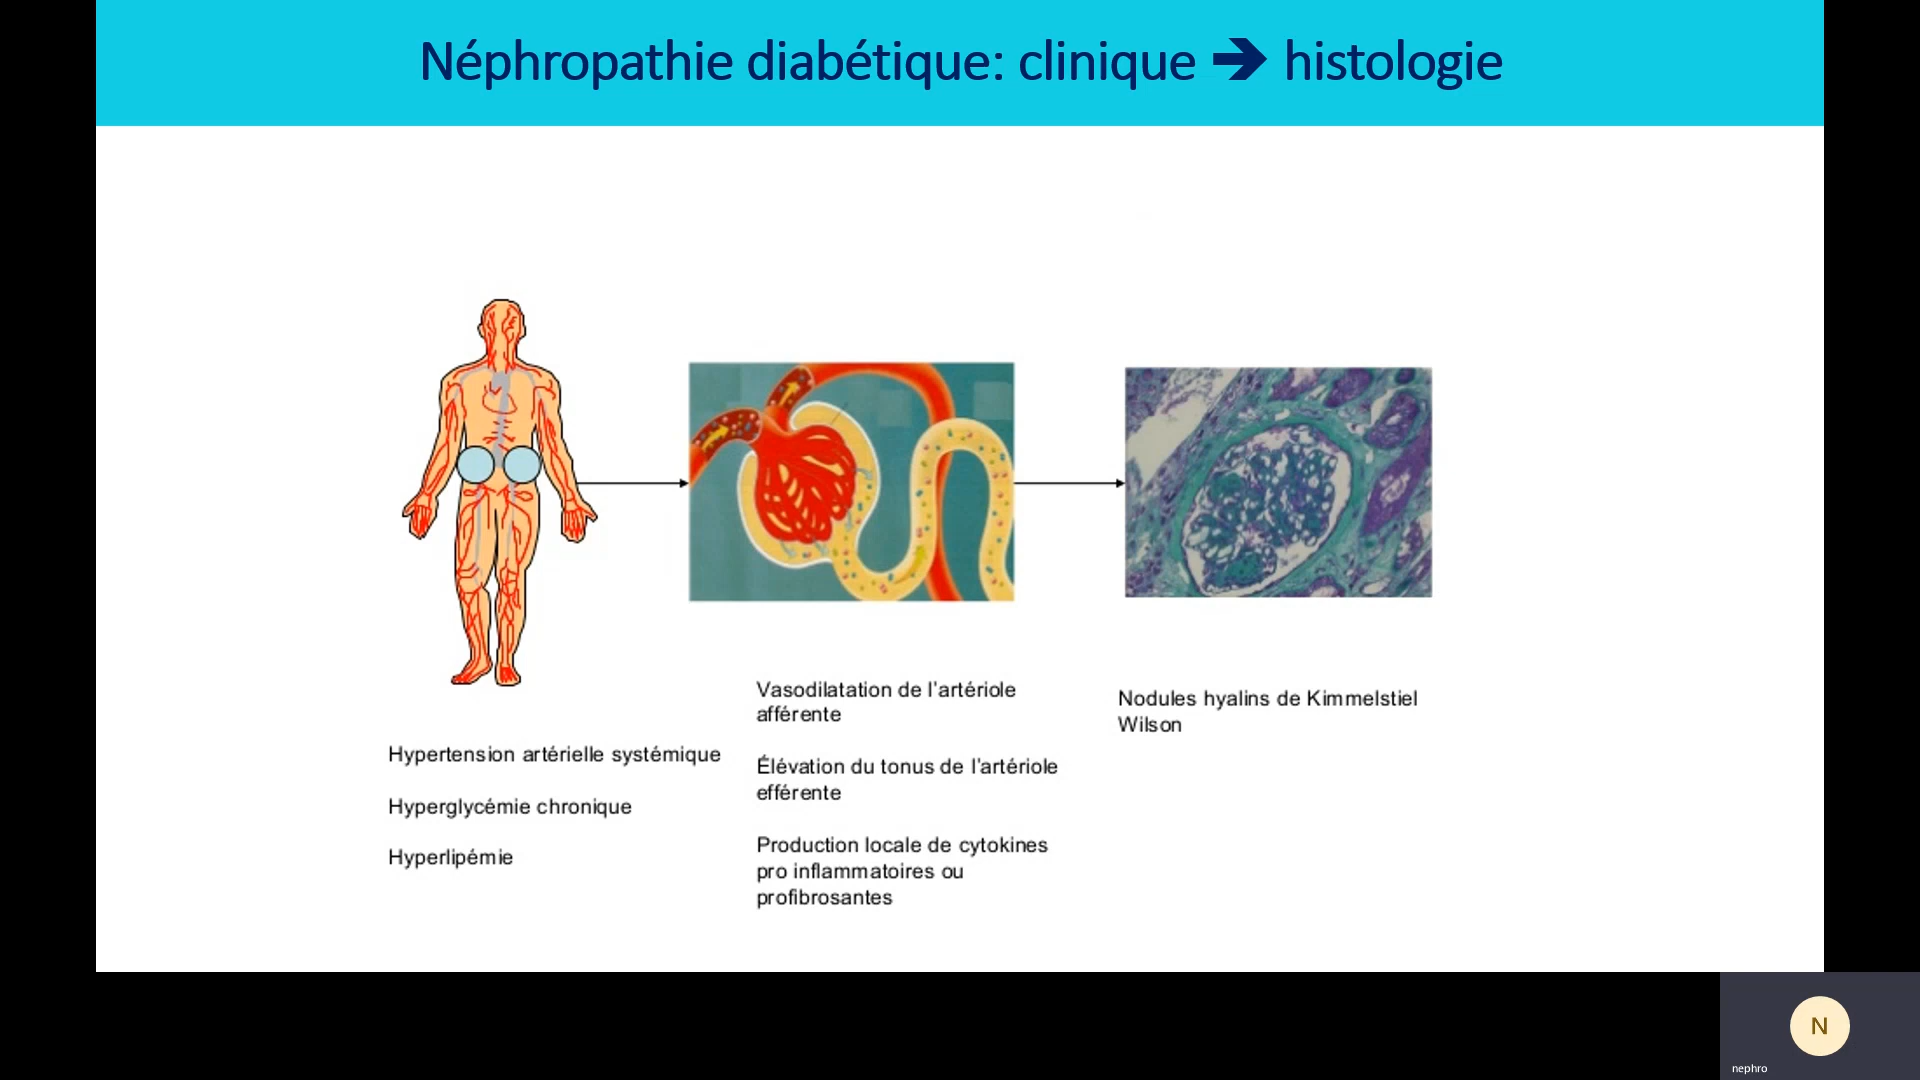 Néphropathie diabétique: clinique ➔ histologie
Hypertension artérielle systémique
Hyperglycémie chronique
Hyperlipémie
Vasodilatation de l'artériole
afférente
Élévation du tonus de l'artériole
efférente
Production locale de cytokines
pro inflammatoires ou
profibrosantes
Nodules hyalins de Kimmelstiel
Wilson
N
nephro